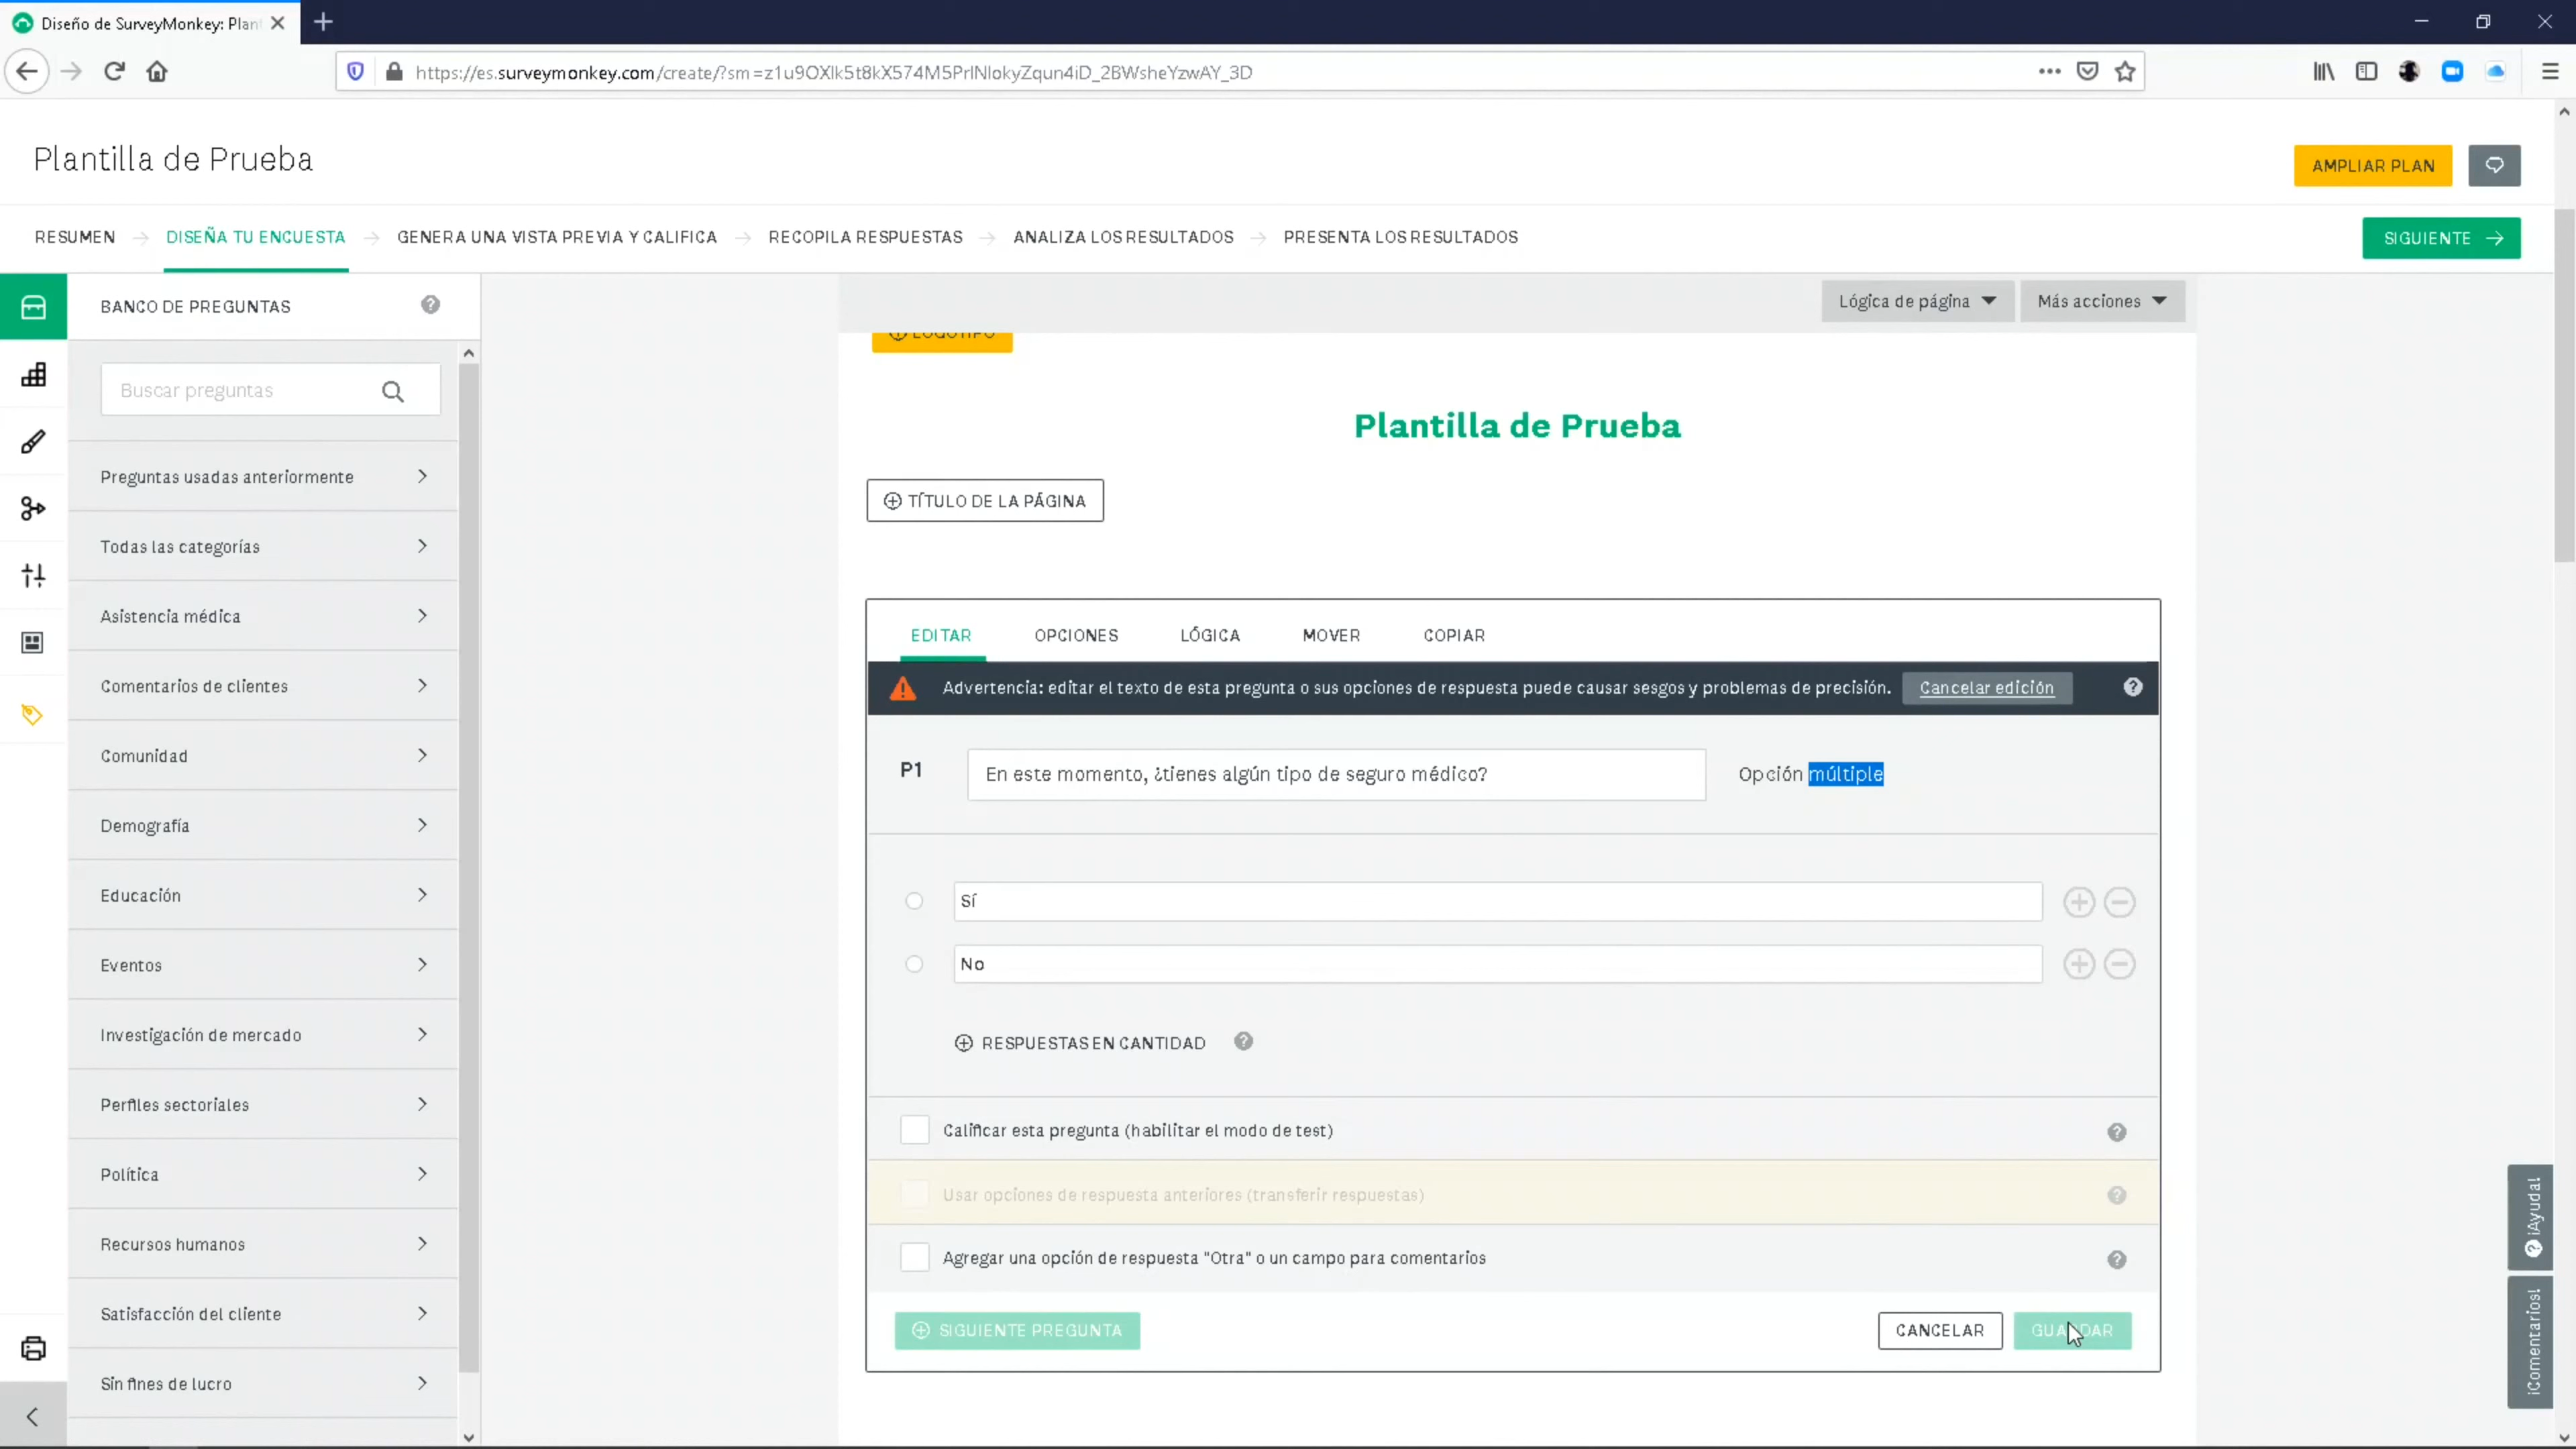 Diseño de SurveyMonkey: Plan
https://es.surveymonkey.com/create/?sm=z1u9OXIk5t8kX574M5PrINIokyZqun4iD_2BWsheYzwAY_3D
Plantilla de Prueba
AMPLIAR PLAN
RESUMEN
DISEÑA TU ENCUESTA
GENERA UNA VISTA PREVIA Y CALIFICA
RECOPILA RESPUESTAS
ANALIZA LOS RESULTADOS
PRESENTA LOS RESULTADOS
SIGUIENTE
BANCO DE PREGUNTAS
Buscar preguntas
Preguntas usadas anteriormente
Todas las categorías
Asistencia médica
Comentarios de clientes
Comunidad
Demografía
Educación
Eventos
Investigación de mercado
Perfiles sectoriales
Política
Recursos humanos
Satisfacción del cliente
Sin fines de lucro
Lógica de página
Más acciones
LOGOTIPO
Plantilla de Prueba
TÍTULO DE LA PÁGINA
EDITAR
OPCIONES
LÓGICA
MOVER
COPIAR
Advertencia: editar el texto de esta pregunta o sus opciones de respuesta puede causar sesgos y problemas de precisión.
Cancelar edición
P1
En este momento, ¿tienes algún tipo de seguro médico?
Opción múltiple
Sí
No
RESPUESTAS EN CANTIDAD
Calificar esta pregunta (habilitar el modo de test)
Usar opciones de respuesta anteriores (transferir respuestas)
Agregar una opción de respuesta "Otra" o un campo para comentarios
SIGUIENTE PREGUNTA
CANCELAR
GUARDAR
¡Ayuda!
¡Comentarios!